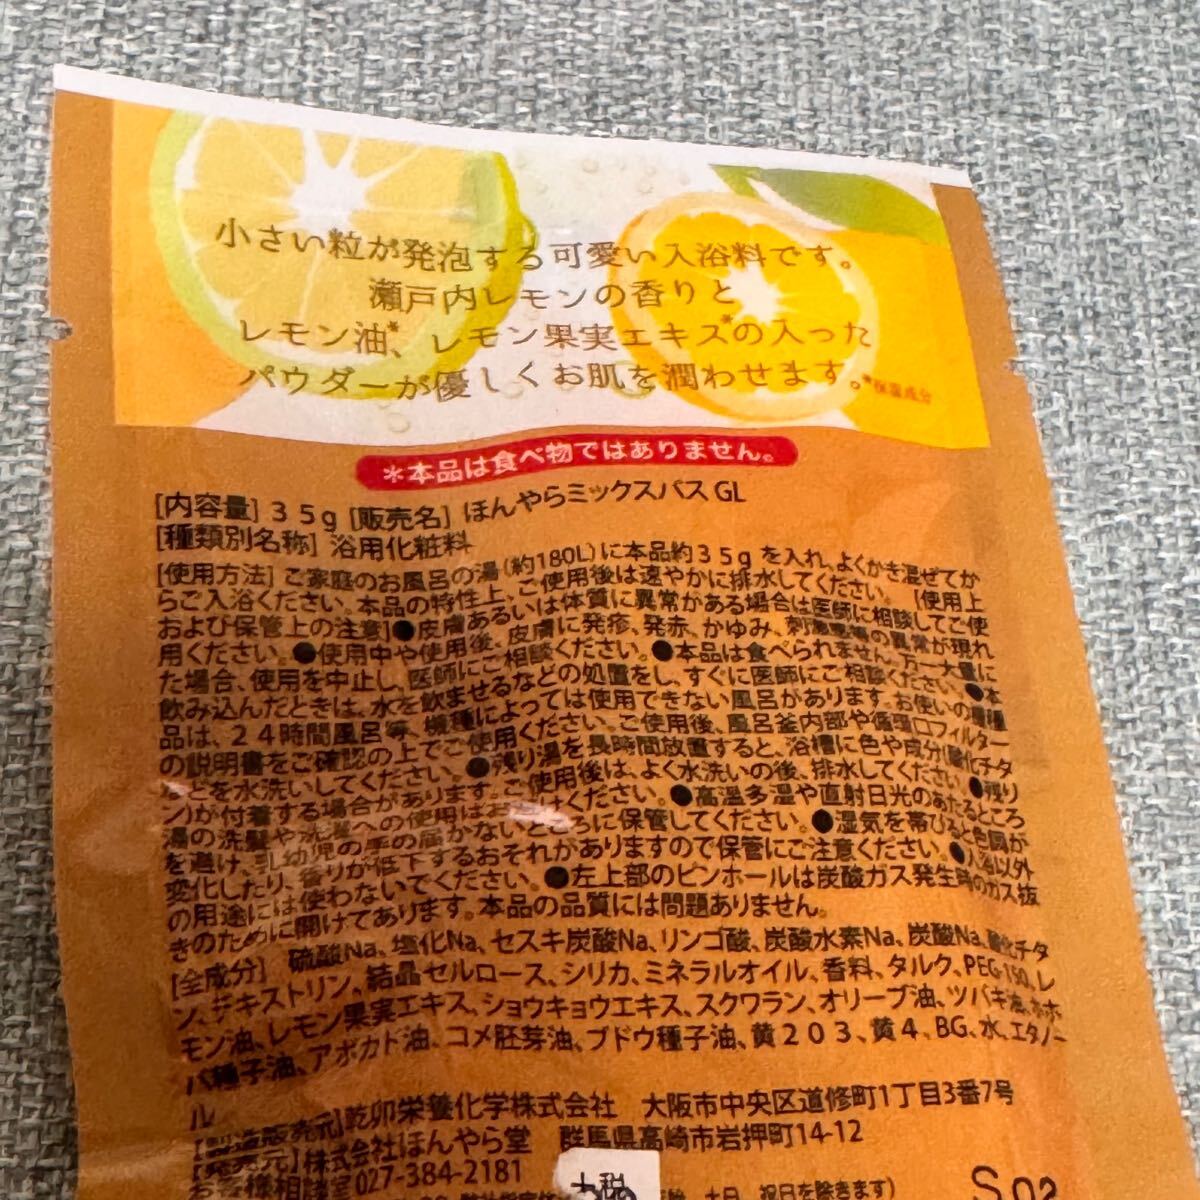 小さい粒が発泡する可愛い入浴料です。
瀬戸内レモンの香りと
レモン油*、レモン果実エキス*の入った
パウダーが優しくお肌を潤わせます。*保湿成分
*本品は食べ物ではありません。
[内容量] 35g [販売名] ほんやらミックスバス GL
[種類別名称] 浴用化粧料
[使用方法] ご家庭のお風呂の湯(約180L)に本品約35gを入れ、よくかき混ぜてか
らご入浴ください。本品の特性上、ご使用後は速やかに排水してください。 [使用上
および保管上の注意]●皮膚あるいは体質に異常がある場合は医師に相談してご使
用ください。●使用中や使用後、皮膚に発疹、発赤、かゆみ、刺激等の異常が現れ
た場合、使用を中止し、医師にご相談ください。●本品は食べられません。万一大量に
飲み込んだときは、水を飲ませるなどの処置をし、すぐに医師にご相談ください。●本
品は、24時間風呂等、機種によっては使用できない風呂があります。お使いの機種
の説明書をご確認の上でご使用ください。ご使用後、風呂釜内部や循環口フィルター
などを水洗いしてください。●残り湯を長時間放置すると、浴槽に色や成分(酸化チタ
ン)が付着する場合があります。ご使用後は、よく水洗いの後、排水してください。●残り
湯の洗髪や洗濯への使用はお避けください。●高温多湿や直射日光のあたるところ
を避け、乳幼児の手の届かないところに保管してください。●湿気を帯びると色調が
変化したり、香りが低下するおそれがありますので保管にご注意ください。●入浴以外
の用途には使わないでください。●左上部のピンホールは炭酸ガス発生時のガス抜
きのために開けてあります。本品の品質には問題ありません。
[全成分] 硫酸Na、塩化Na、セスキ炭酸Na、リンゴ酸、炭酸水素Na、炭酸Na、酸化チタ
ン、デキストリン、結晶セルロース、シリカ、ミネラルオイル、香料、タルク、PEG-150、レ
モン油、レモン果実エキス、ショウキョウエキス、スクワラン、オリーブ油、ツバキ油、ホホ
バ種子油、アボカド油、コメ胚芽油、ブドウ種子油、黄203、黄4、BG、水、エタノー
ル
[製造販売元]乾卯栄養化学株式会社 大阪市中央区道修町1丁目3番7号
[発売元]株式会社ほんやら堂 群馬県高崎市岩押町14-12
お客様相談室027-384-2181
土日、祝日を除きます)